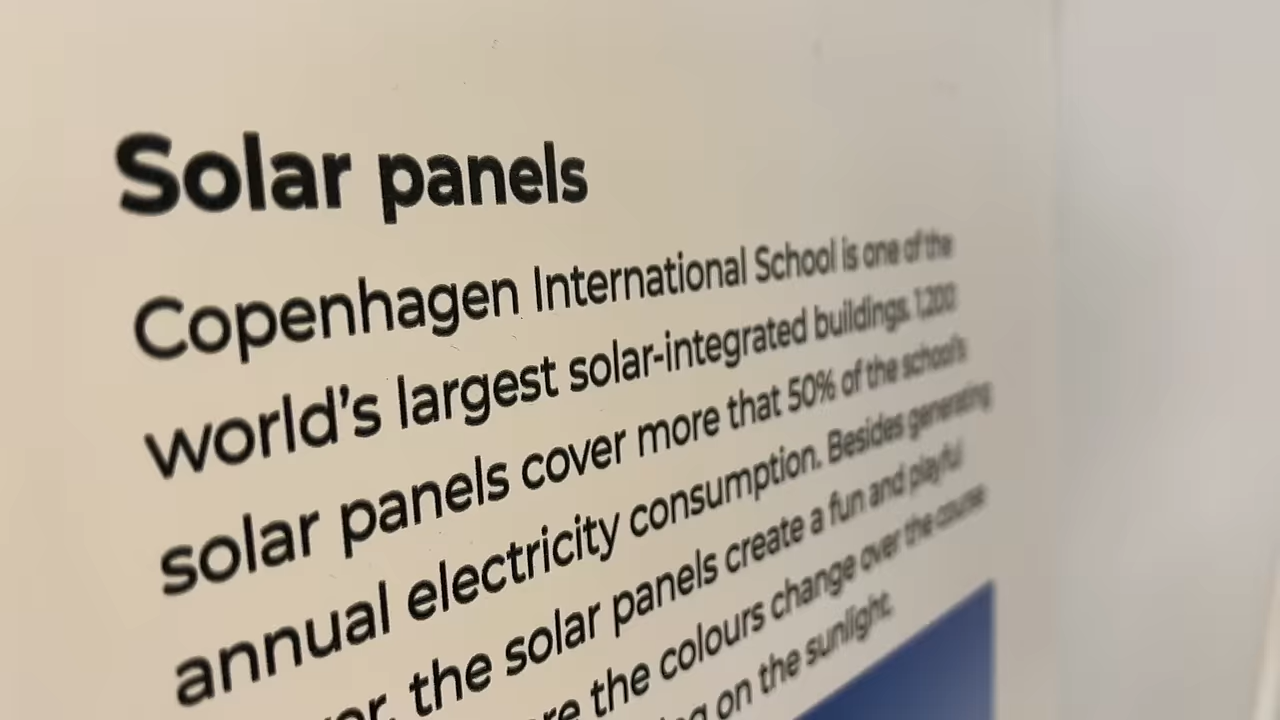 Solar panels
Copenhagen International School is one of the
world's largest solar-integrated buildings. 1,200
solar panels cover more that 50% of the school's
annual electricity consumption. Besides generating
the solar panels create a fun and playful
the colours change over the course
on the sunlight.